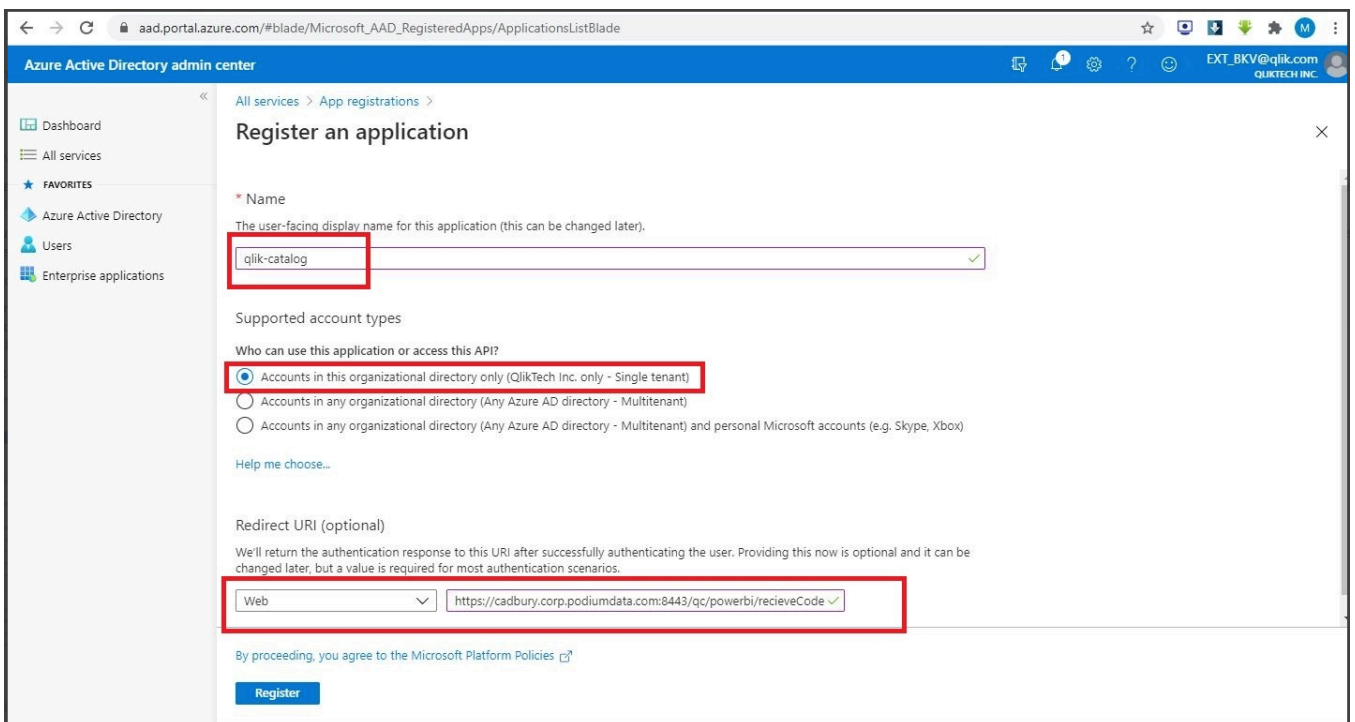 aad.portal.azure.com/#blade/Microsoft_AAD_RegisteredApps/ApplicationsListBlade
M
Azure Active Directory admin center
1
EXT_BKV@qlik.com
QLIKTECH INC.
All services > App registrations >
Register an application
Dashboard
All services
FAVORITES
Azure Active Directory
Users
Enterprise applications
* Name
The user-facing display name for this application (this can be changed later).
qlik-catalog
Supported account types
Who can use this application or access this API?
Accounts in this organizational directory only (QlikTech Inc. only - Single tenant)
Accounts in any organizational directory (Any Azure AD directory - Multitenant)
Accounts in any organizational directory (Any Azure AD directory - Multitenant) and personal Microsoft accounts (e.g. Skype, Xbox)
Help me choose...
Redirect URI (optional)
We'll return the authentication response to this URI after successfully authenticating the user. Providing this now is optional and it can be
changed later, but a value is required for most authentication scenarios.
Web
https://cadbury.corp.podiumdata.com:8443/qc/powerbi/recieveCode
By proceeding, you agree to the Microsoft Platform Policies
Register